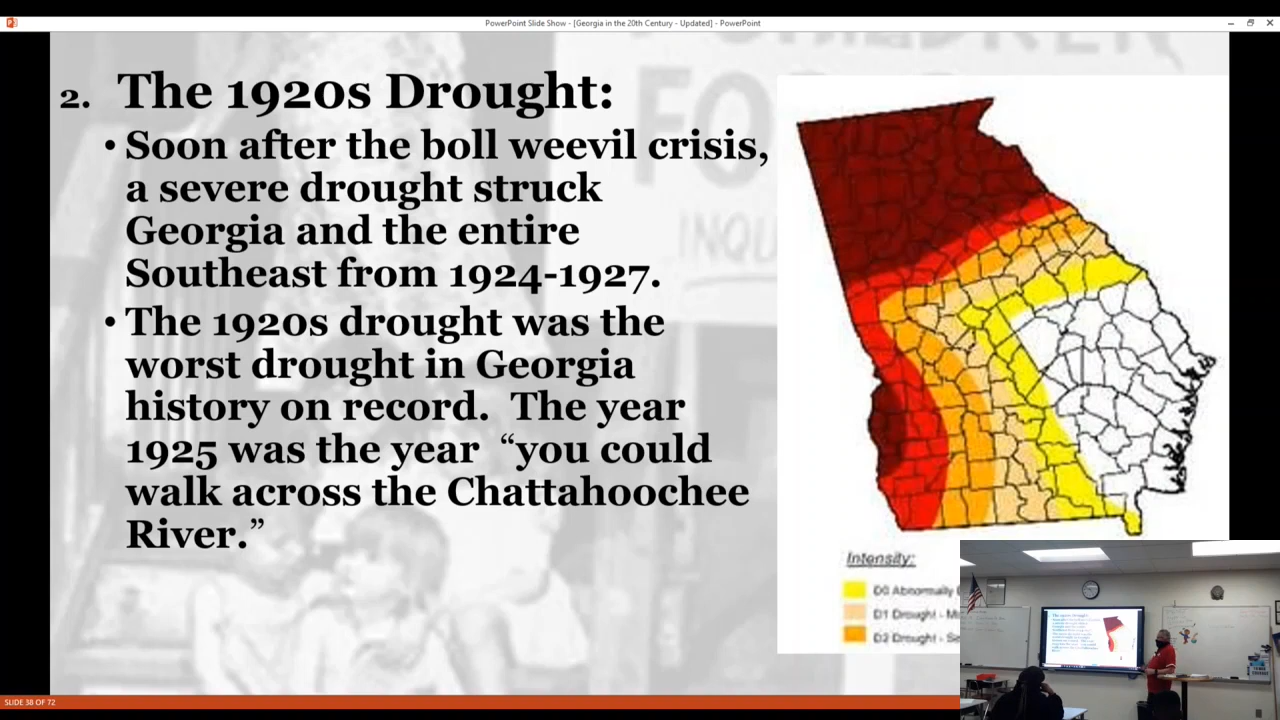 PowerPoint Slide Show - [Georgia in the 20th Century - Updated] - PowerPoint
2. The 1920s Drought:
• Soon after the boll weevil crisis,
a severe drought struck
Georgia and the entire
Southeast from 1924-1927.
• The 1920s drought was the
worst drought in Georgia
history on record. The year
1925 was the year “you could
walk across the Chattahoochee
River.”
FO
INQU
Intensity:
D0 Abnormally
D1 Drought - M
D2 Drought - Se
SLIDE 38 OF 72